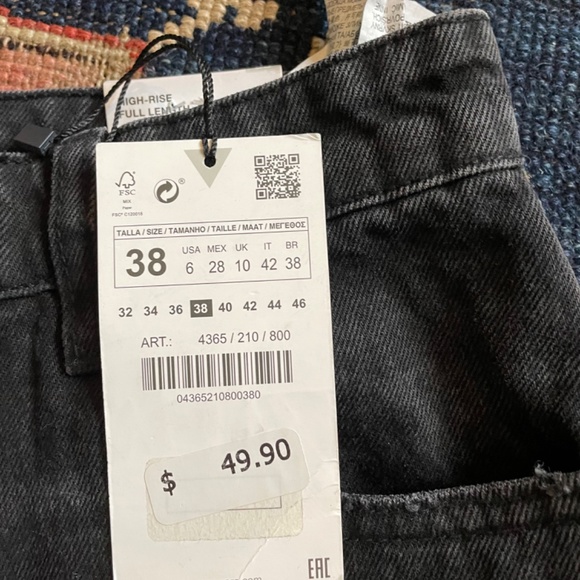 HIGH-RISE
FULL LENGTH
FSC
MIX
Paper
TALLA / SIZE / TAMANHO / TAILLE / MAAT / ΜΕΓΕΘΟΣ
38
USA MEX UK IT BR
6 28 10 42 38
32 34 36 38 40 42 44 46
ART.: 4365 / 210 / 800
04365210800380
$ 49.90
EAC